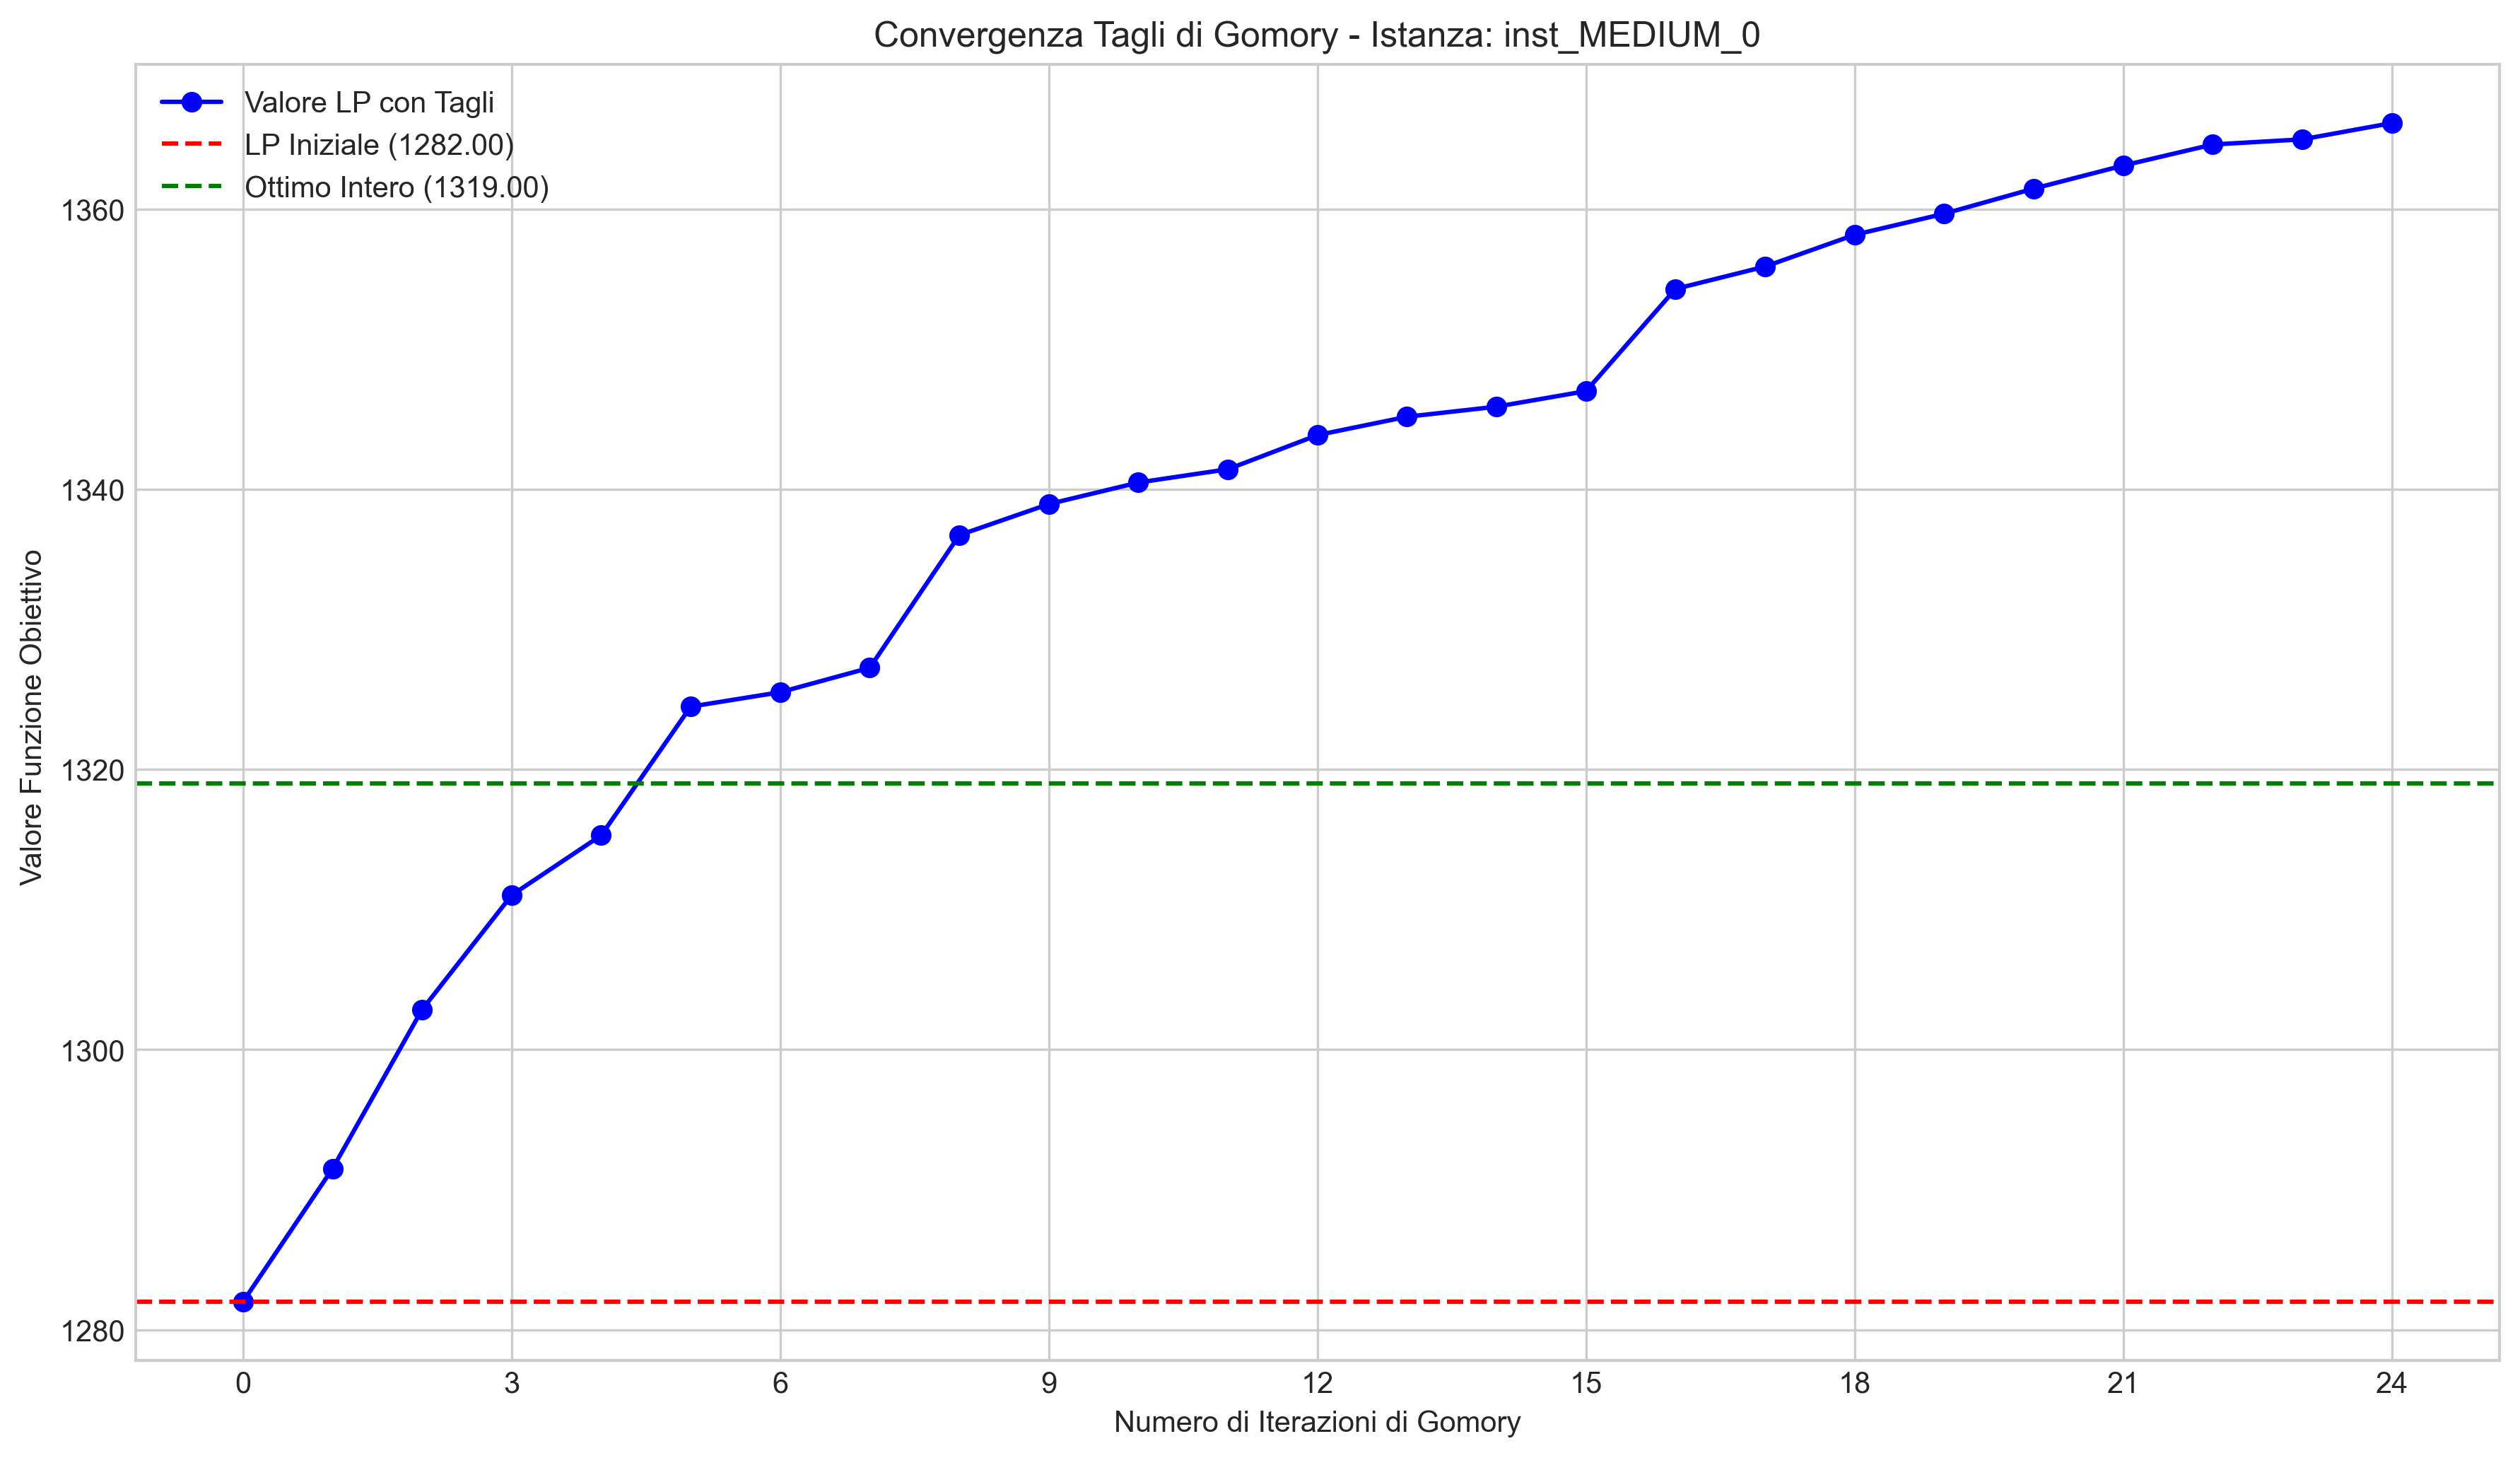 Convergenza Tagli di Gomory - Istanza: inst_MEDIUM_0
Valore LP con Tagli
LP Iniziale (1282.00)
Ottimo Intero (1319.00)
Valore Funzione Obiettivo
1360
1340
1320
1300
1280
0 3 6 9 12 15 18 21 24
Numero di Iterazioni di Gomory